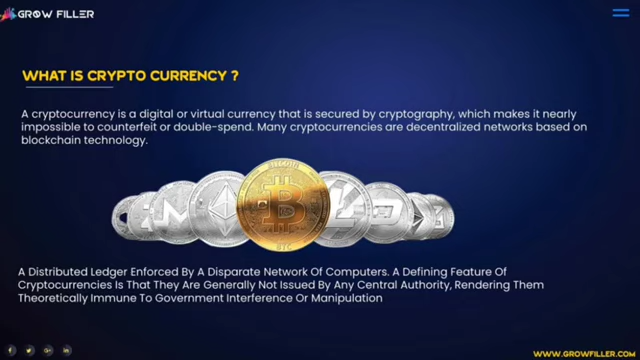 GROW FILLER
WHAT IS CRYPTO CURRENCY ?
A cryptocurrency is a digital or virtual currency that is secured by cryptography, which makes it nearly
impossible to counterfeit or double-spend. Many cryptocurrencies are decentralized networks based on
blockchain technology.
BITCOIN
BTC
A Distributed Ledger Enforced By A Disparate Network Of Computers. A Defining Feature Of
Cryptocurrencies Is That They Are Generally Not Issued By Any Central Authority, Rendering Them
Theoretically Immune To Government Interference Or Manipulation
WWW.GROWFILLER.COM